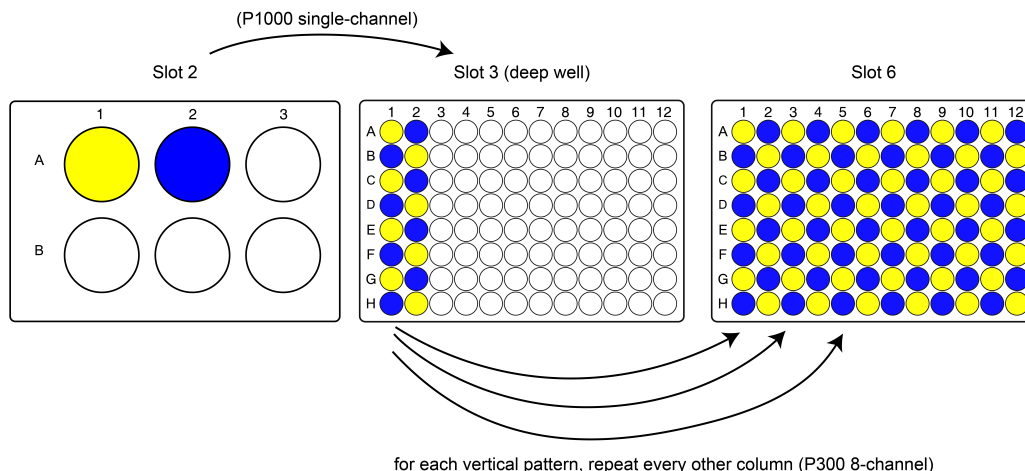 (P1000 single-channel)
Slot 2
Slot 3 (deep well)
Slot 6
1 2 3
A
B
1 2 3 4 5 6 7 8 9 10 11 12
A
B
C
D
E
F
G
H
1 2 3 4 5 6 7 8 9 10 11 12
A
B
C
D
E
F
G
H
for each vertical pattern, repeat every other column (P300 8-channel)